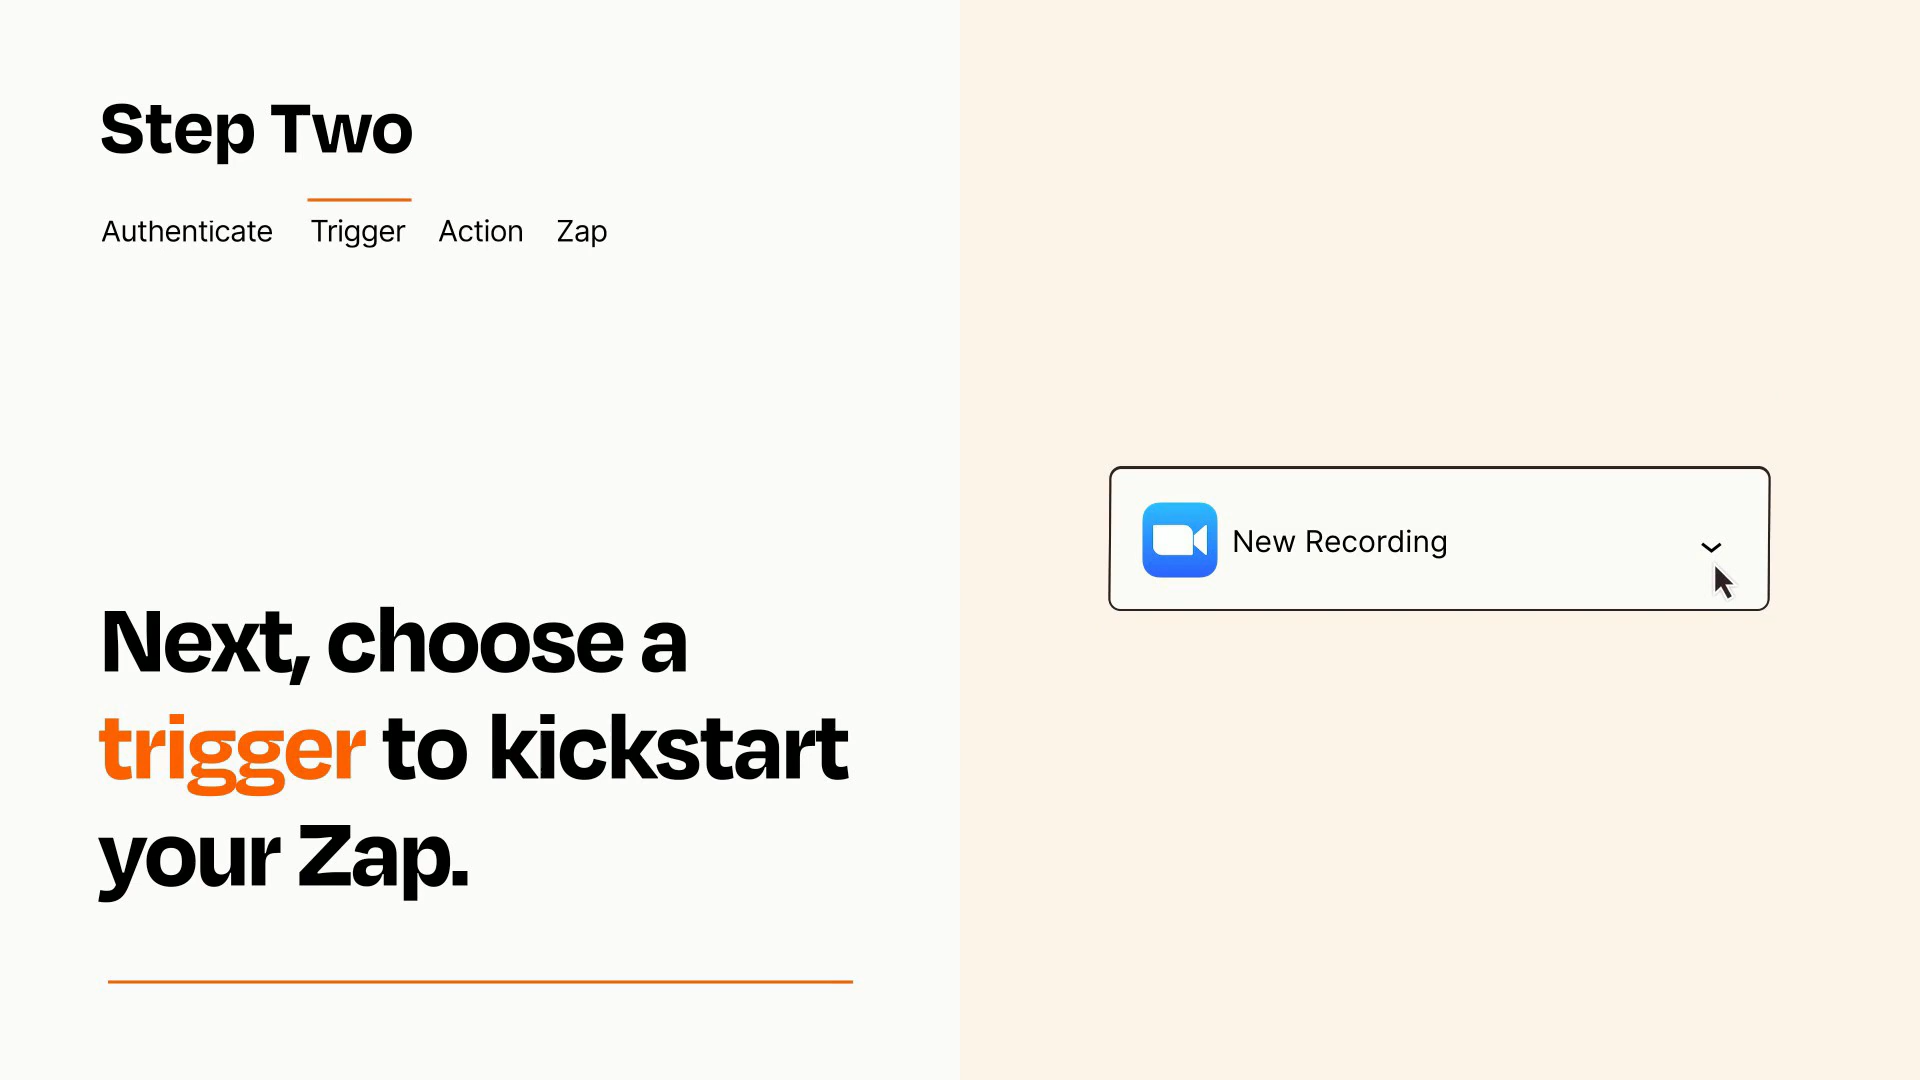 Step Two
Authenticate Trigger Action Zap
Next, choose a
trigger to kickstart
your Zap.
New Recording